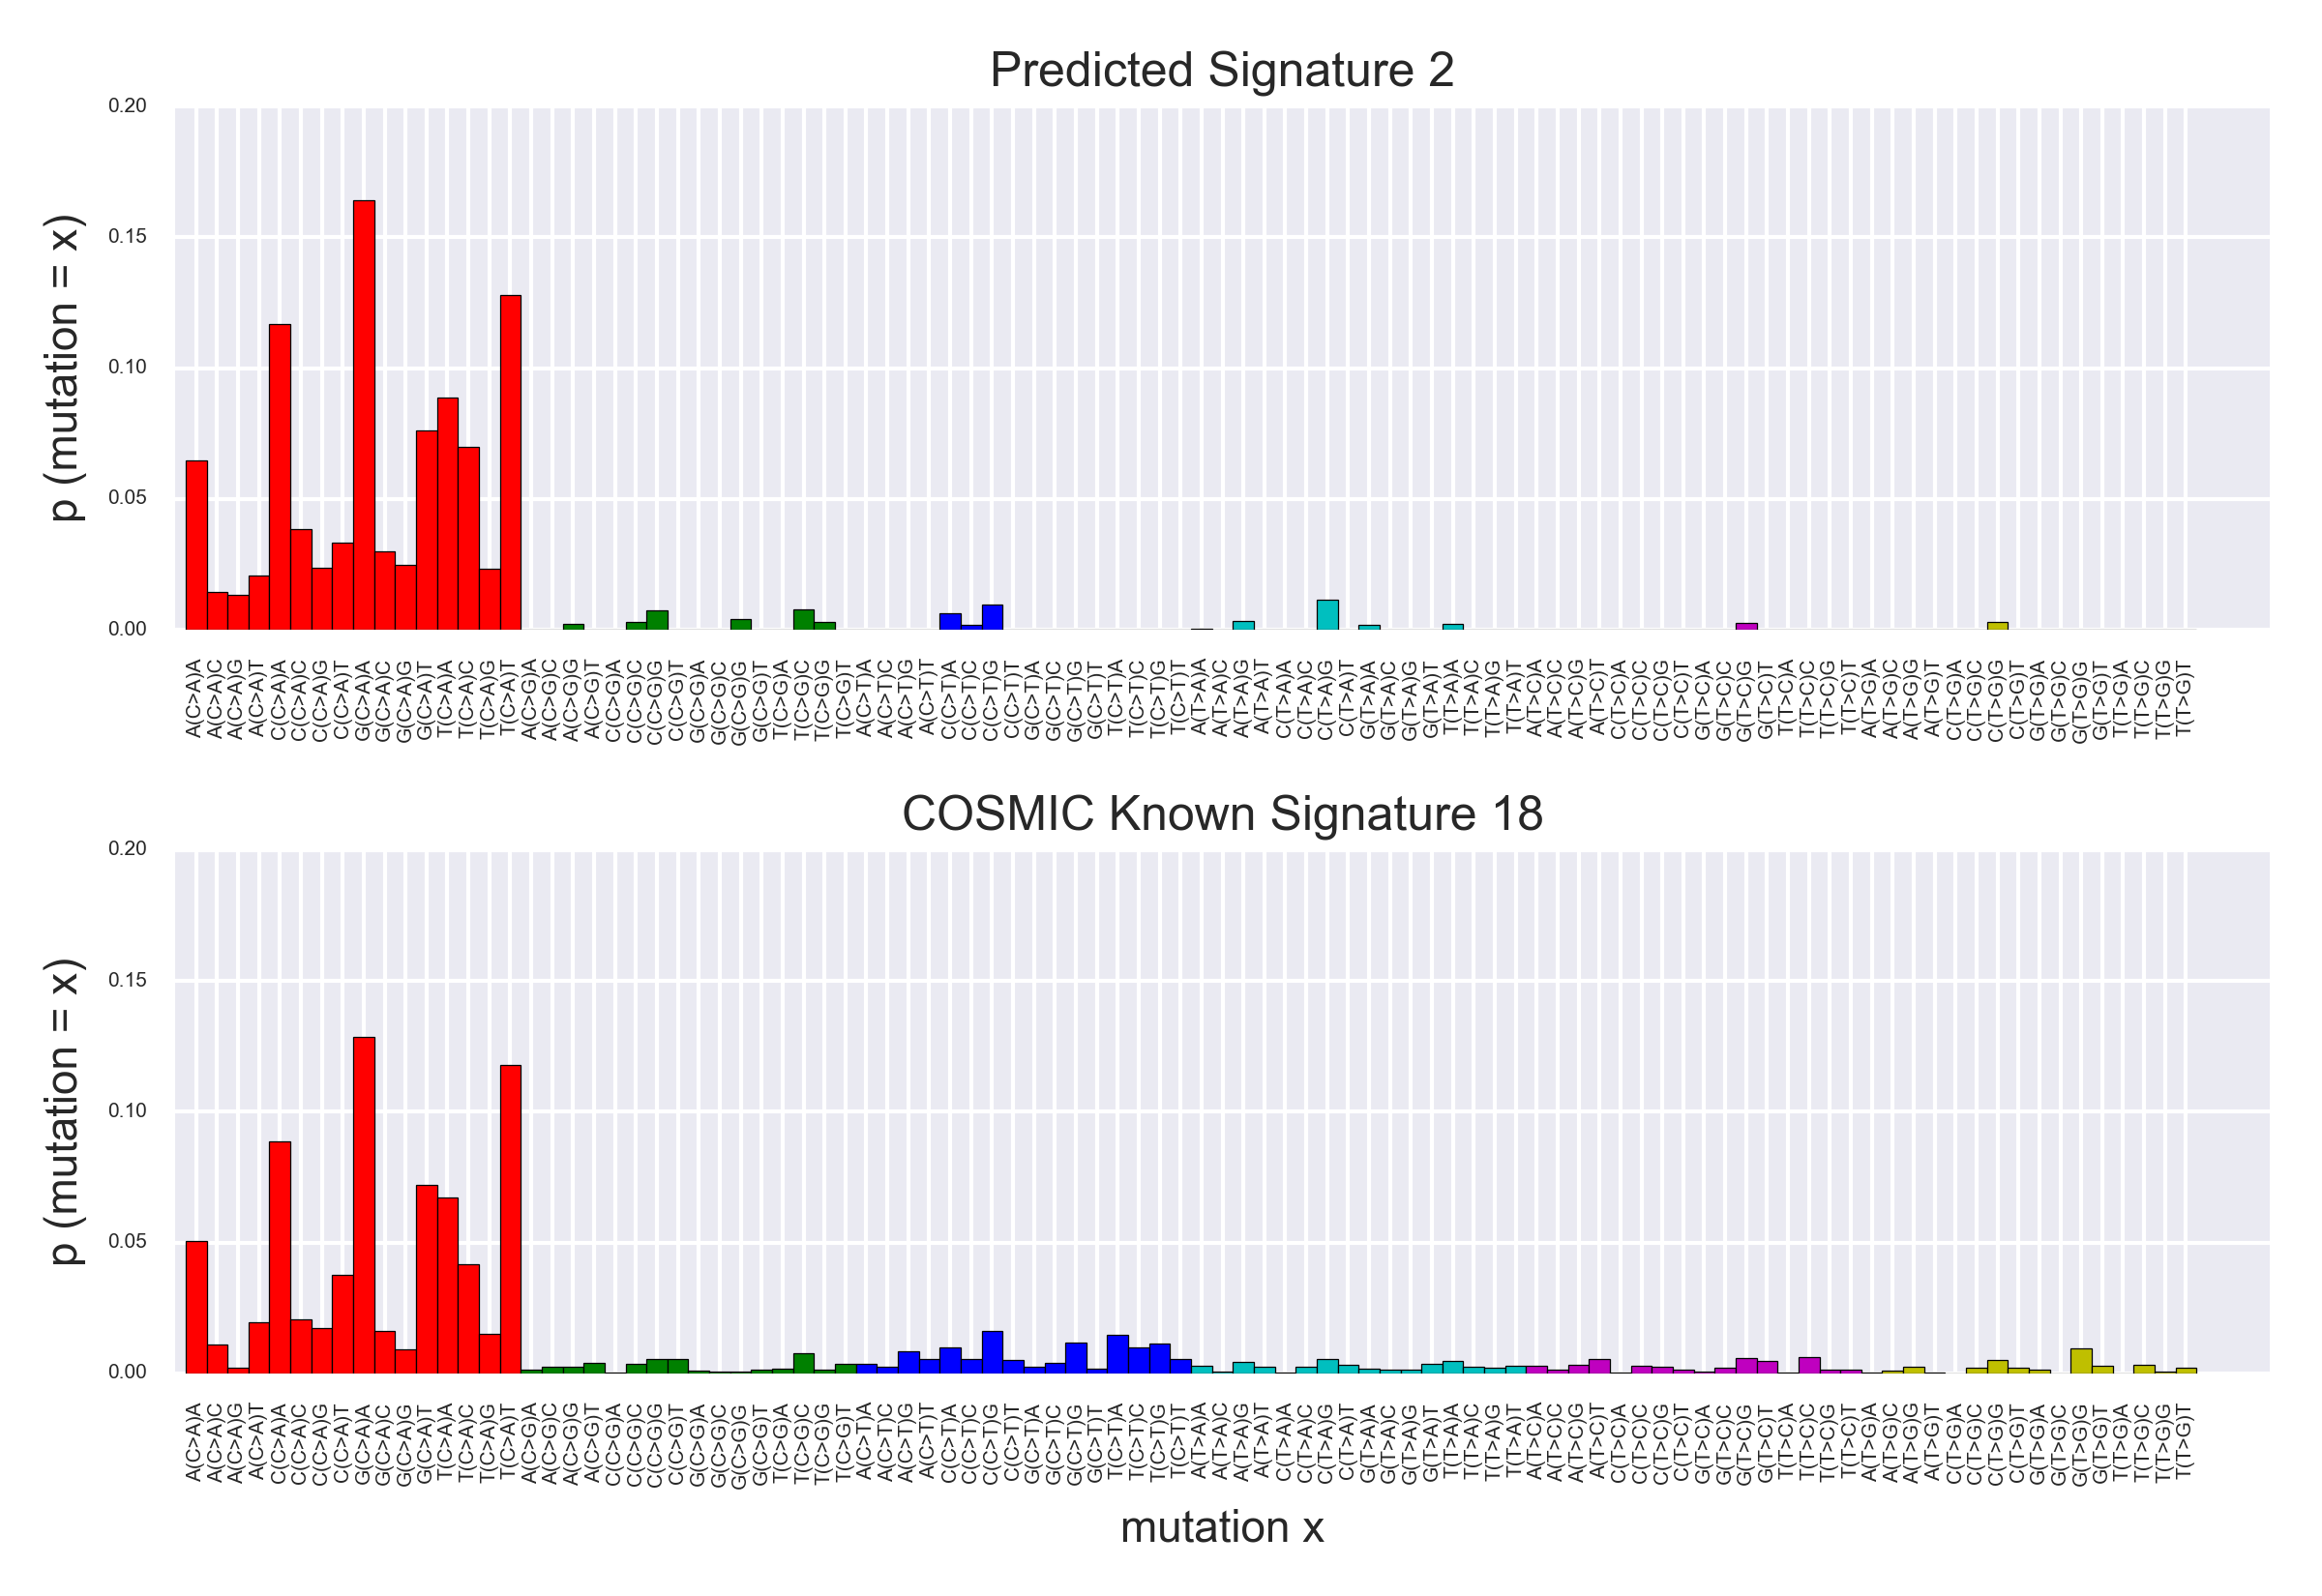 Predicted Signature 2
0.20
0.15
0.10
0.05
0.00
p (mutation = x)
A(C>A)A A(C>A)C A(C>A)G A(C>A)T C(C>A)A C(C>A)C C(C>A)G C(C>A)T G(C>A)A G(C>A)C G(C>A)G G(C>A)T T(C>A)A T(C>A)C T(C>A)G T(C>A)T A(C>G)A A(C>G)C A(C>G)G A(C>G)T C(C>G)A C(C>G)C C(C>G)G C(C>G)T G(C>G)A G(C>G)C G(C>G)G G(C>G)T T(C>G)A T(C>G)C T(C>G)G T(C>G)T A(C>T)A A(C>T)C A(C>T)G A(C>T)T C(C>T)A C(C>T)C C(C>T)G C(C>T)T G(C>T)A G(C>T)C G(C>T)G G(C>T)T T(C>T)A T(C>T)C T(C>T)G T(C>T)T A(T>A)A A(T>A)C A(T>A)G A(T>A)T C(T>A)A C(T>A)C C(T>A)G C(T>A)T G(T>A)A G(T>A)C G(T>A)G G(T>A)T T(T>A)A T(T>A)C T(T>A)G T(T>A)T A(T>C)A A(T>C)C A(T>C)G A(T>C)T C(T>C)A C(T>C)C C(T>C)G C(T>C)T G(T>C)A G(T>C)C G(T>C)G G(T>C)T T(T>C)A T(T>C)C T(T>C)G T(T>C)T A(T>G)A A(T>G)C A(T>G)G A(T>G)T C(T>G)A C(T>G)C C(T>G)G C(T>G)T G(T>G)A G(T>G)C G(T>G)G G(T>G)T T(T>G)A T(T>G)C T(T>G)G T(T>G)T
COSMIC Known Signature 18
0.20
0.15
0.10
0.05
0.00
p (mutation = x)
A(C>A)A A(C>A)C A(C>A)G A(C>A)T C(C>A)A C(C>A)C C(C>A)G C(C>A)T G(C>A)A G(C>A)C G(C>A)G G(C>A)T T(C>A)A T(C>A)C T(C>A)G T(C>A)T A(C>G)A A(C>G)C A(C>G)G A(C>G)T C(C>G)A C(C>G)C C(C>G)G C(C>G)T G(C>G)A G(C>G)C G(C>G)G G(C>G)T T(C>G)A T(C>G)C T(C>G)G T(C>G)T A(C>T)A A(C>T)C A(C>T)G A(C>T)T C(C>T)A C(C>T)C C(C>T)G C(C>T)T G(C>T)A G(C>T)C G(C>T)G G(C>T)T T(C>T)A T(C>T)C T(C>T)G T(C>T)T A(T>A)A A(T>A)C A(T>A)G A(T>A)T C(T>A)A C(T>A)C C(T>A)G C(T>A)T G(T>A)A G(T>A)C G(T>A)G G(T>A)T T(T>A)A T(T>A)C T(T>A)G T(T>A)T A(T>C)A A(T>C)C A(T>C)G A(T>C)T C(T>C)A C(T>C)C C(T>C)G C(T>C)T G(T>C)A G(T>C)C G(T>C)G G(T>C)T T(T>C)A T(T>C)C T(T>C)G T(T>C)T A(T>G)A A(T>G)C A(T>G)G A(T>G)T C(T>G)A C(T>G)C C(T>G)G C(T>G)T G(T>G)A G(T>G)C G(T>G)G G(T>G)T T(T>G)A T(T>G)C T(T>G)G T(T>G)T
mutation x